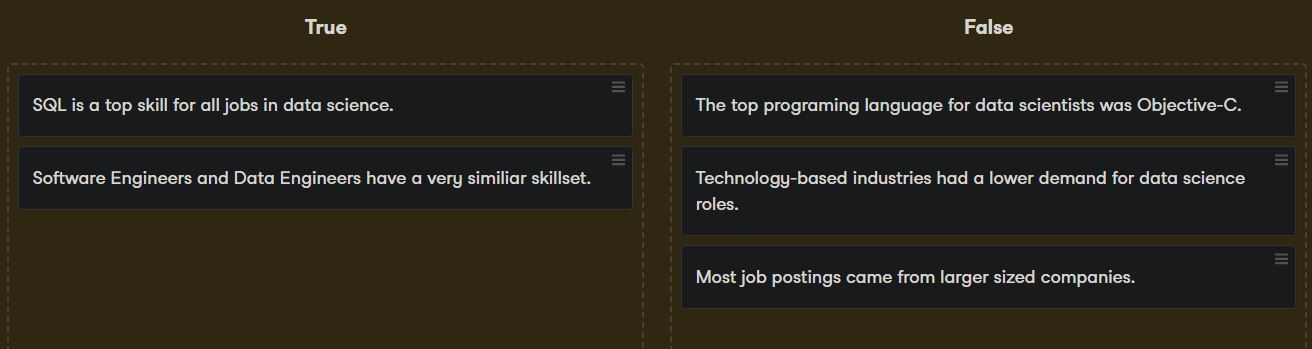 True
SQL is a top skill for all jobs in data science.
Software Engineers and Data Engineers have a very similiar skillset.
False
The top programing language for data scientists was Objective-C.
Technology-based industries had a lower demand for data science
roles.
Most job postings came from larger sized companies.